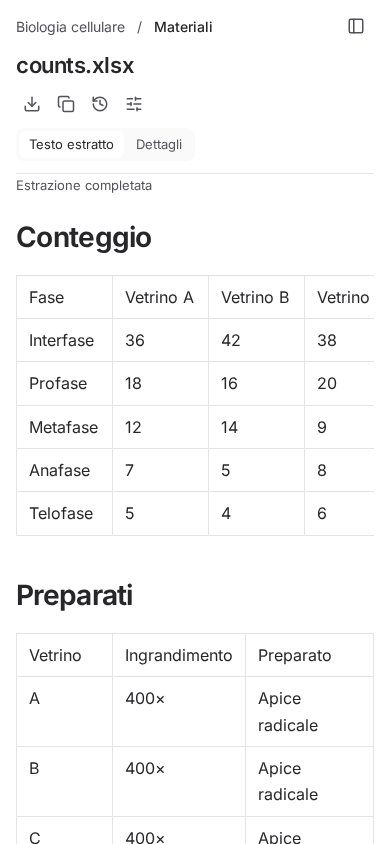 Biologia cellulare / Materiali
counts.xlsx
Testo estratto Dettagli
Estrazione completata
Conteggio
Fase Vetrino A Vetrino B Vetrino
Interfase 36 42 38
Profase 18 16 20
Metafase 12 14 9
Anafase 7 5 8
Telofase 5 4 6
Preparati
Vetrino Ingrandimento Preparato
A 400× Apice
radicale
B 400× Apice
radicale
C 400× Apice